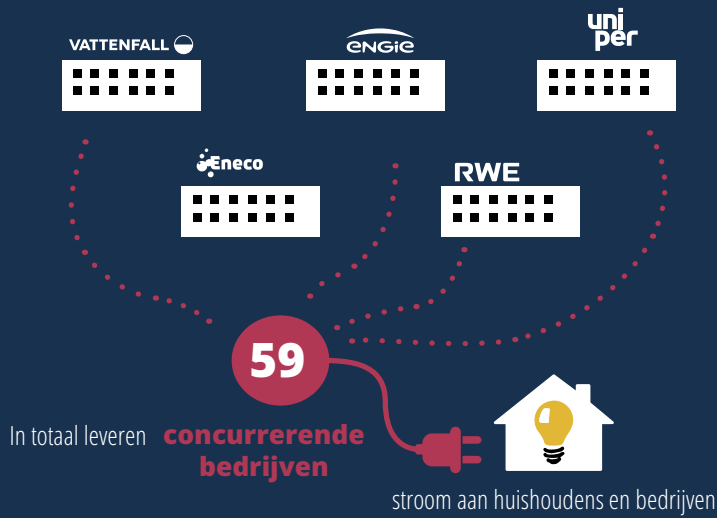 VATTENFALL
ENGIE
uni
per
Eneco
RWE
59
In totaal leveren concurrerende
bedrijven
stroom aan huishoudens en bedrijven